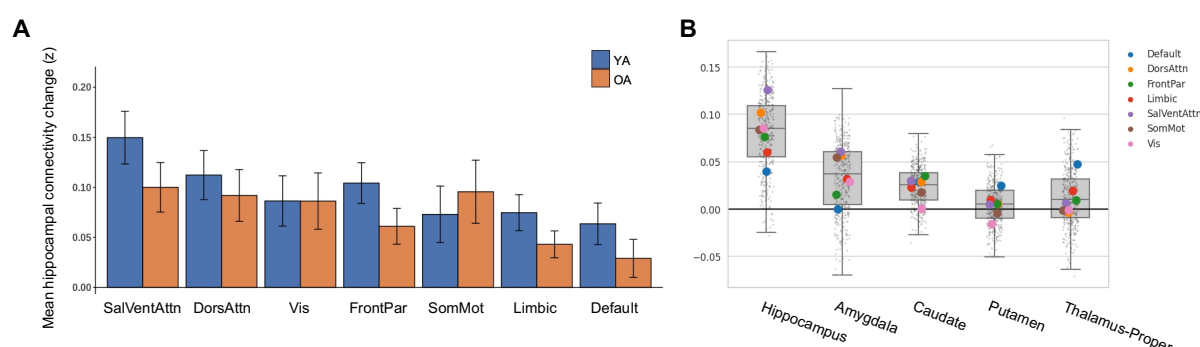 A
Mean hippocampal connectivity change (z)
0.20
0.15
0.10
0.05
0.00
YA
OA
SalVentAttn DorsAttn Vis FrontPar SomMot Limbic Default
B
0.15
0.10
0.05
0.00
−0.05
Hippocampus
Amygdala
Caudate
Putamen
Thalamus-Proper
Default
DorsAttn
FrontPar
Limbic
SalVentAttn
SomMot
Vis